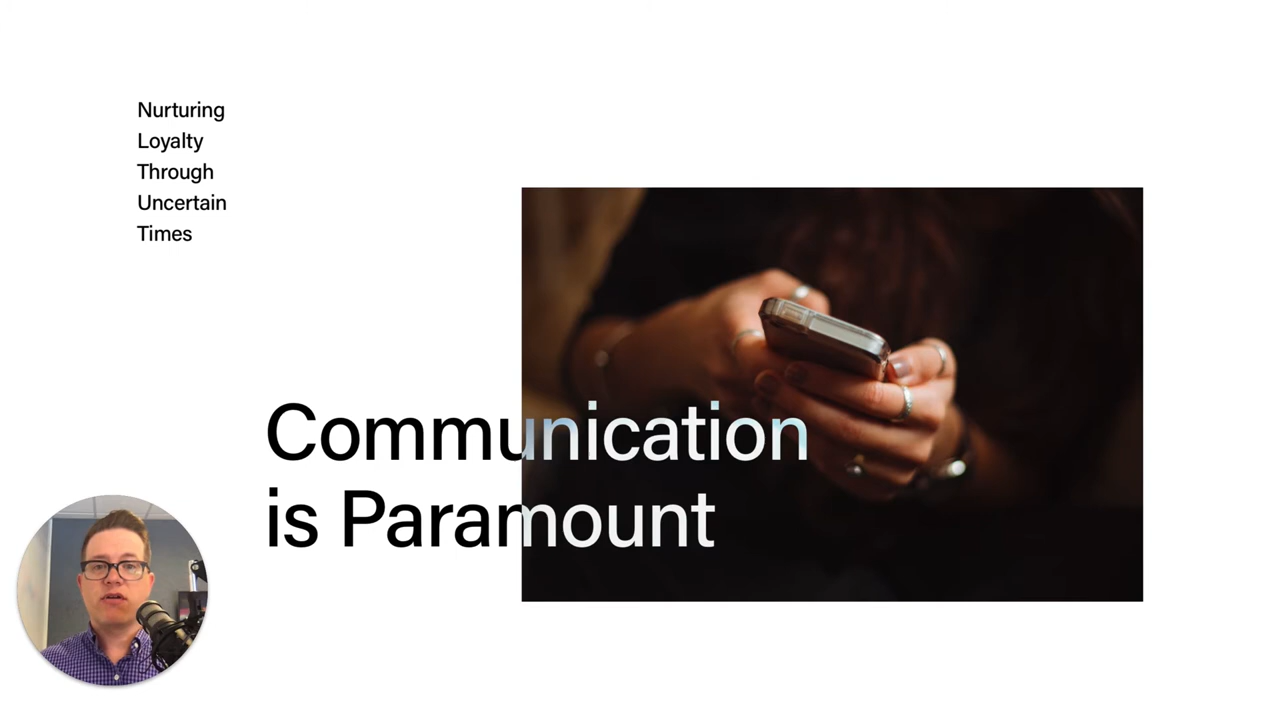 Nurturing
Loyalty
Through
Uncertain
Times
Communication
is Paramount